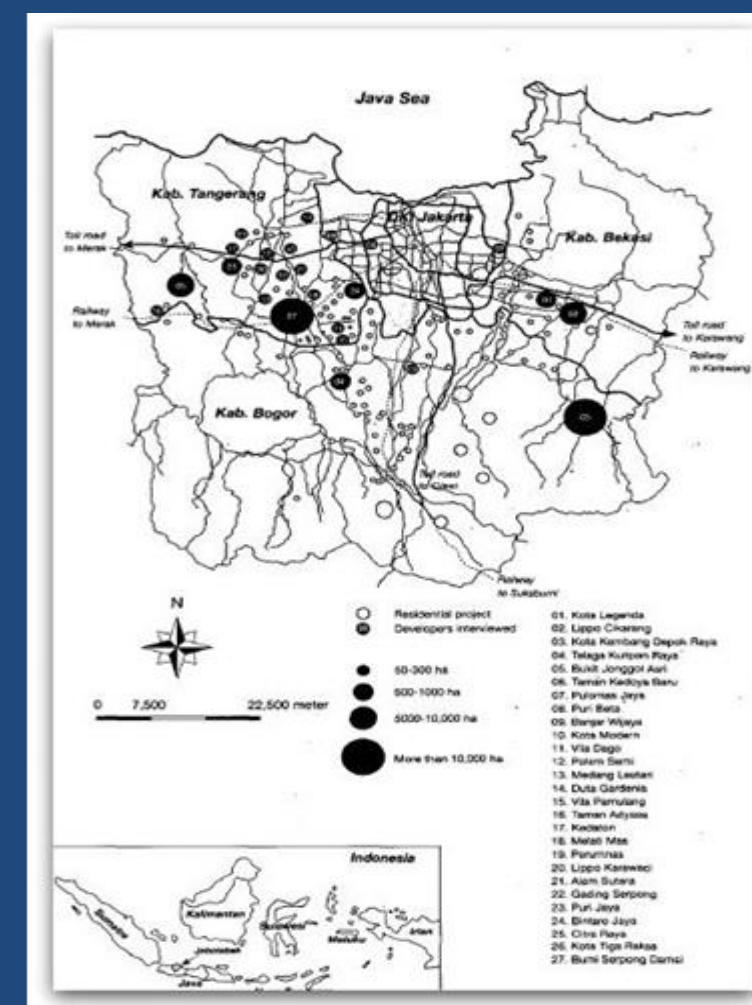 Java Sea
Kab. Tangerang
DKI Jakarta
Kab. Bekasi
Toll road
to Merak
Railway
to Merak
Toll road
to Karawang
Railway
to Karawang
Kab. Bogor
Toll road
to Ciawi
Railway
to Sukabumi
N
0 7,500 22,500 meter
Residential project
Developers interviewed
50-300 ha
500-1000 ha
5000-10,000 ha
More than 10,000 ha
01. Kota Legenda
02. Lippo Cikarang
03. Kota Kembang Depok Raya
04. Telaga Kuripan Raya
05. Bukit Jonggol Asri
06. Taman Kedoya Baru
07. Pulomas Jaya
08. Puri Beta
09. Banjar Wijaya
10. Kota Modern
11. Vila Dago
12. Palem Semi
13. Medang Lestari
14. Duta Gardenia
15. Vila Pamulang
16. Taman Adyasa
17. Kedaton
18. Melati Mas
19. Perumnas
20. Lippo Karawaci
21. Alam Sutera
22. Gading Serpong
23. Puri Jaya
24. Bintaro Jaya
25. Citra Raya
26. Kota Tiga Raksa
27. Bumi Serpong Damai
Indonesia
Sumatra
Kalimantan
Sulawesi
Maluku
Irian
Jabotabek
Java